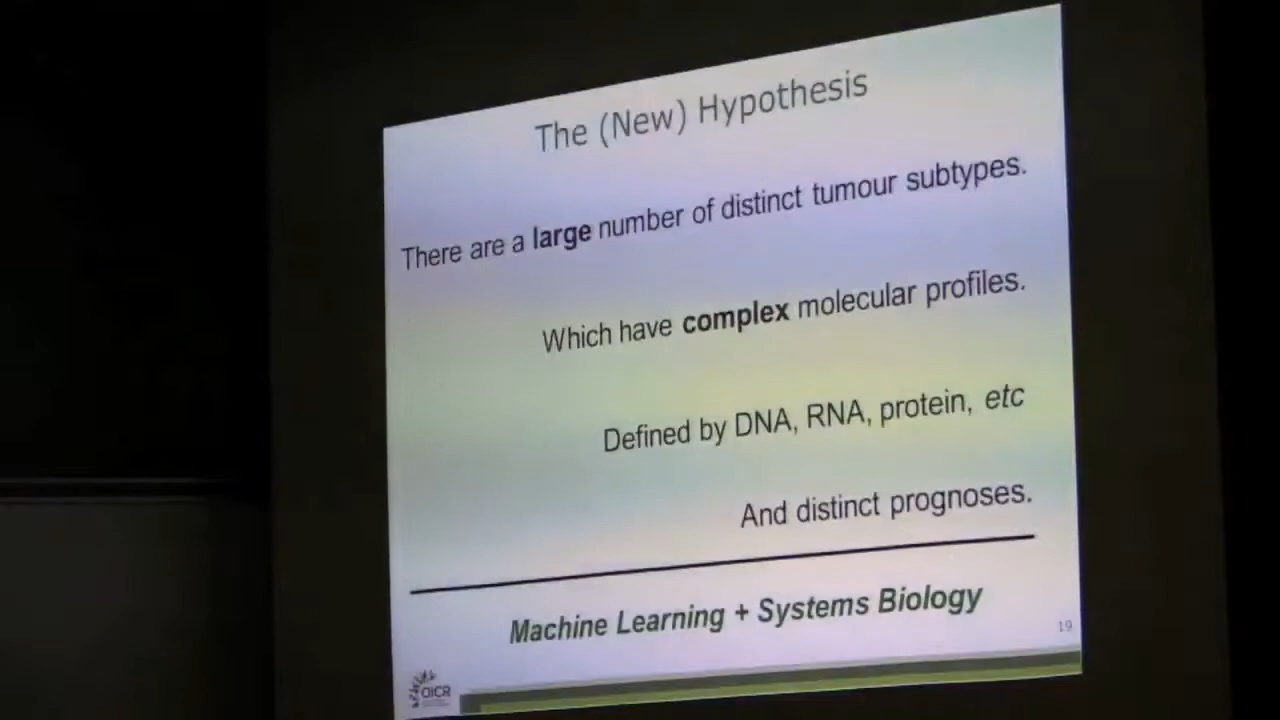 The (New) Hypothesis
There are a large number of distinct tumour subtypes.
Which have complex molecular profiles.
Defined by DNA, RNA, protein, etc
And distinct prognoses.
Machine Learning + Systems Biology
19
OICR